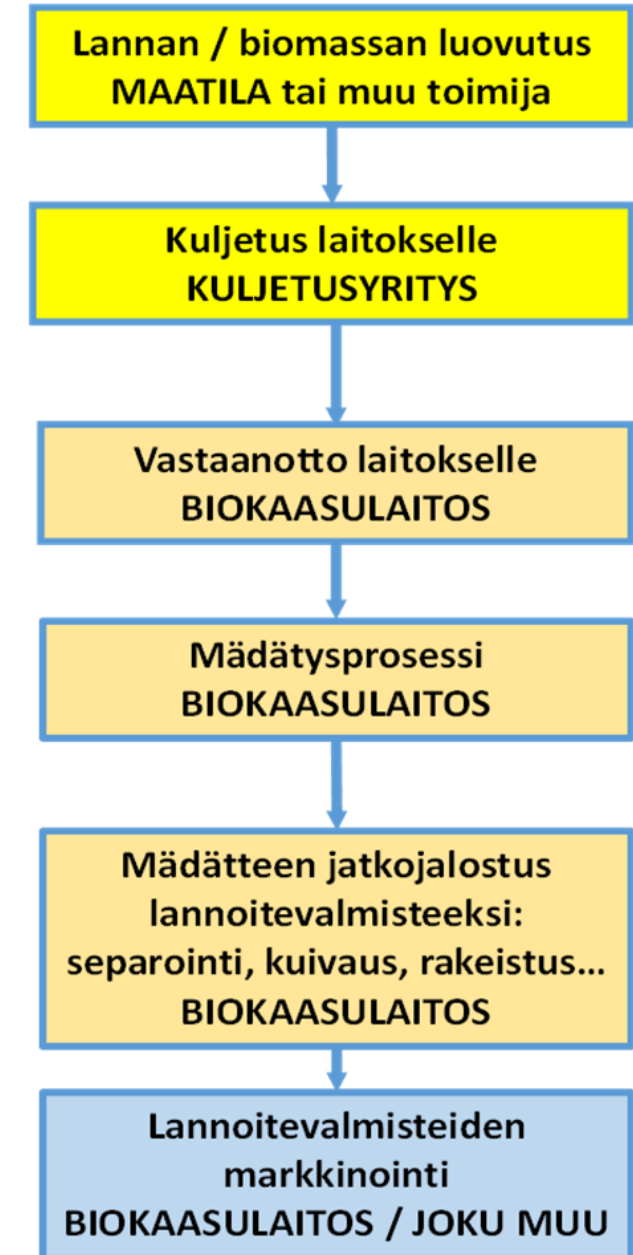 Lannan / biomassan luovutus
MAATILA tai muu toimija
Kuljetus laitokselle
KULJETUSYRITYS
Vastaanotto laitokselle
BIOKAASULAITOS
Mädätysprosessi
BIOKAASULAITOS
Mädätteen jatkojalostus
lannoitevalmisteeksi:
separointi, kuivaus, rakeistus...
BIOKAASULAITOS
Lannoitevalmisteiden
markkinointi
BIOKAASULAITOS / JOKU MUU